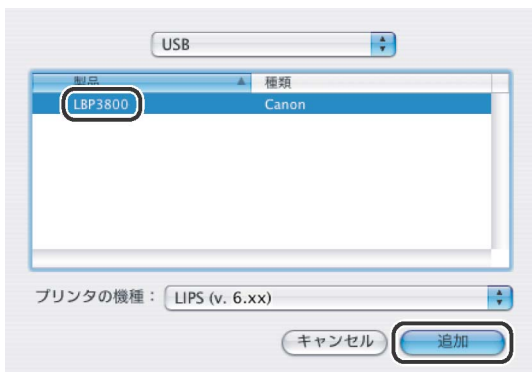 USB
製品 種類
LBP3800 Canon
プリンタの機種： LIPS (v. 6.xx)
キャンセル 追加